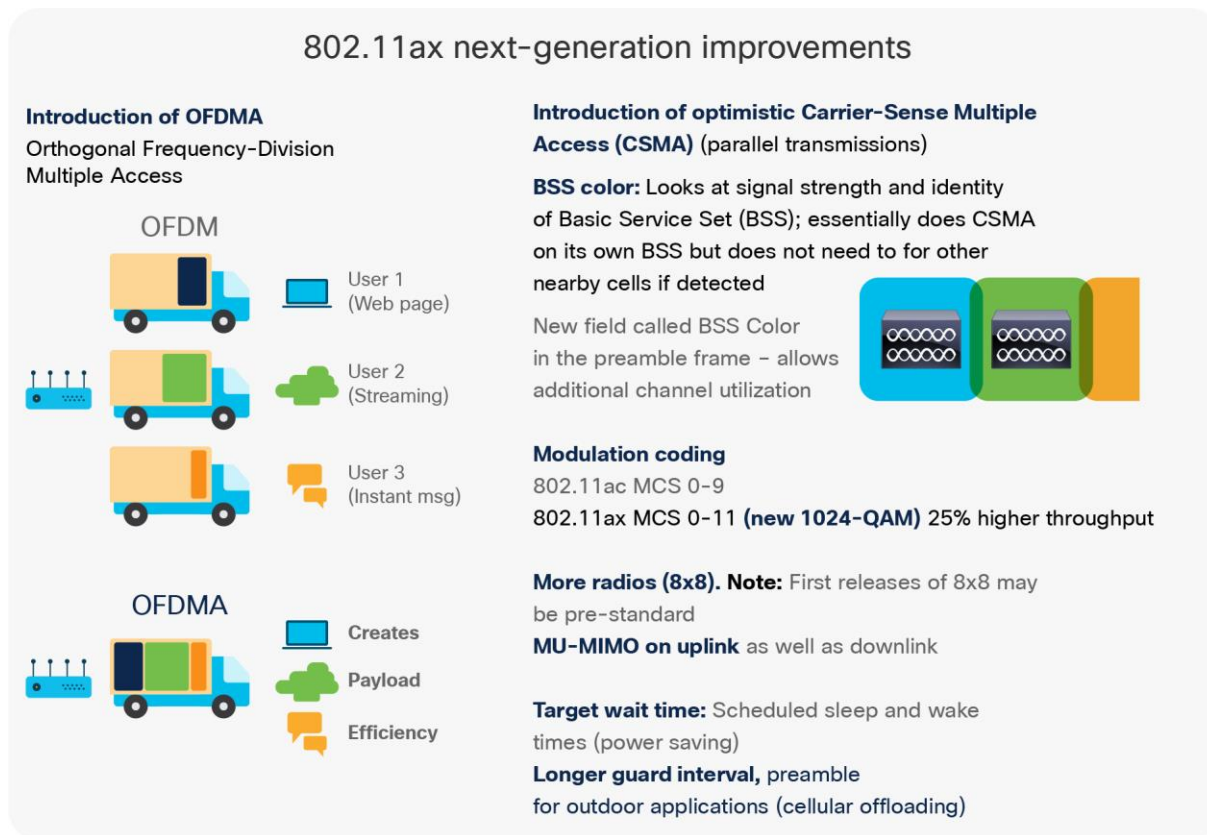 802.11ax next-generation improvements
Introduction of OFDMA
Orthogonal Frequency-Division
Multiple Access
OFDM
User 1
(Web page)
User 2
(Streaming)
User 3
(Instant msg)
OFDMA
Creates
Payload
Efficiency
Introduction of optimistic Carrier-Sense Multiple
Access (CSMA) (parallel transmissions)
BSS color: Looks at signal strength and identity
of Basic Service Set (BSS); essentially does CSMA
on its own BSS but does not need to for other
nearby cells if detected
New field called BSS Color
in the preamble frame – allows
additional channel utilization
Modulation coding
802.11ac MCS 0-9
802.11ax MCS 0-11 (new 1024-QAM) 25% higher throughput
More radios (8x8). Note: First releases of 8x8 may
be pre-standard
MU-MIMO on uplink as well as downlink
Target wait time: Scheduled sleep and wake
times (power saving)
Longer guard interval, preamble
for outdoor applications (cellular offloading)